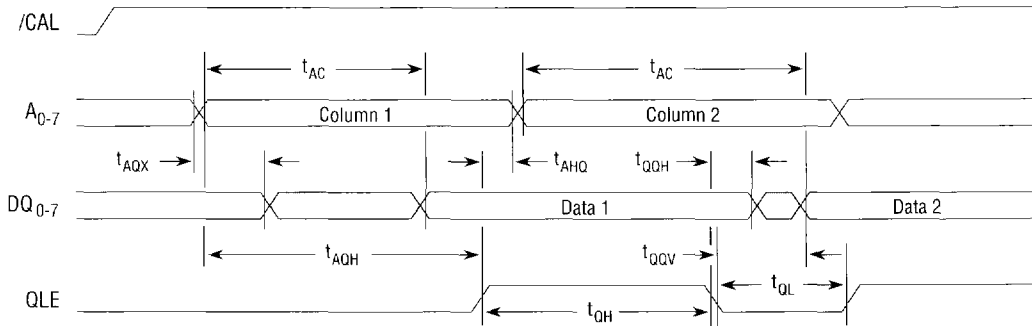 /CAL
t_AC t_AC
A_0-7 Column 1 Column 2
t_AQX t_AHQ t_QQH
DQ_0-7 Data 1 Data 2
t_AQH t_QQV t_QL
QLE t_QH